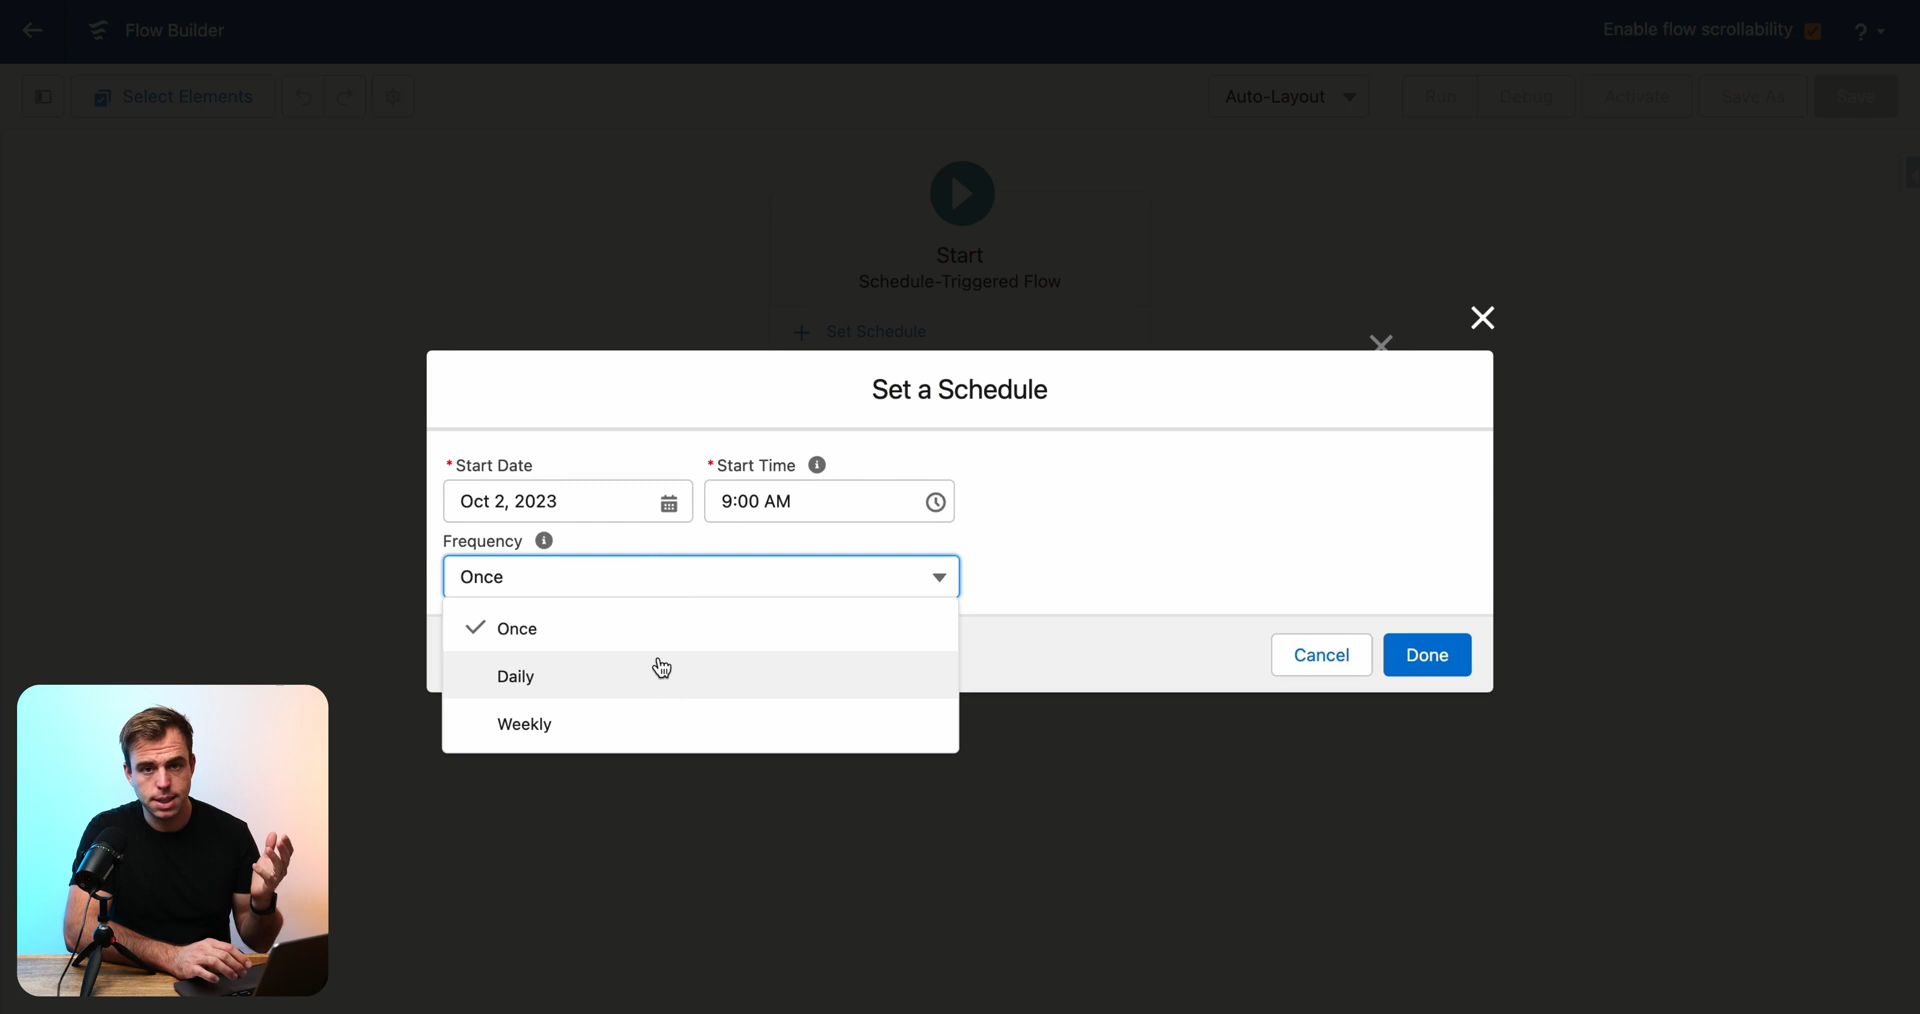 Flow Builder
Enable flow scrollability
?
Select Elements
Auto-Layout
Run
Debug
Activate
Save As
Save
Start
Schedule-Triggered Flow
+ Set Schedule
Set a Schedule
* Start Date
* Start Time
Oct 2, 2023
9:00 AM
Frequency
Once
Once
Daily
Weekly
Cancel
Done